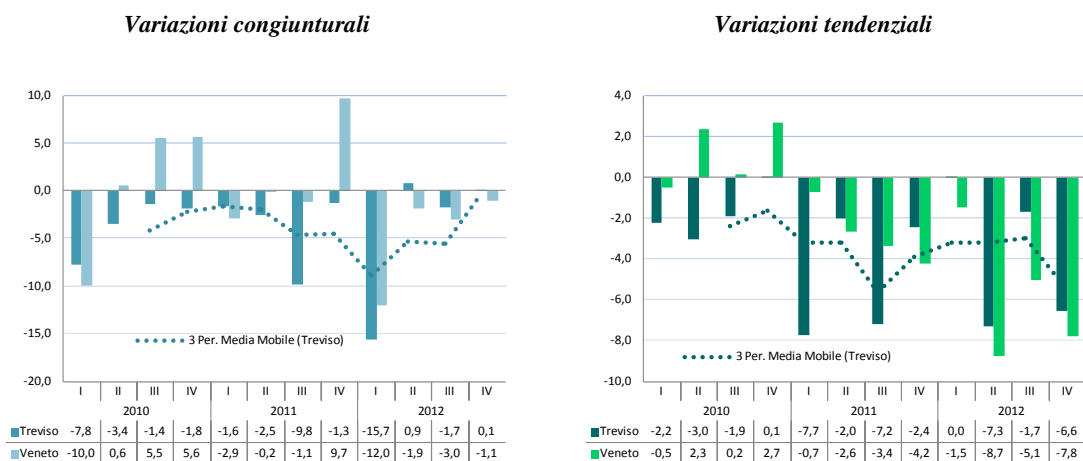 Variazioni congiunturali
10,0
5,0
0,0
-5,0
-10,0
-15,0
-20,0
3 Per. Media Mobile (Treviso)
I II III IV I II III IV I II III IV
2010 2011 2012
Treviso -7,8 -3,4 -1,4 -1,8 -1,6 -2,5 -9,8 -1,3 -15,7 0,9 -1,7 0,1
Veneto -10,0 0,6 5,5 5,6 -2,9 -0,2 -1,1 9,7 -12,0 -1,9 -3,0 -1,1
Variazioni tendenziali
4,0
2,0
0,0
-2,0
-4,0
-6,0
-8,0
-10,0
3 Per. Media Mobile (Treviso)
I II III IV I II III IV I II III IV
2010 2011 2012
Treviso -2,2 -3,0 -1,9 0,1 -7,7 -2,0 -7,2 -2,4 0,0 -7,3 -1,7 -6,6
Veneto -0,5 2,3 0,2 2,7 -0,7 -2,6 -3,4 -4,2 -1,5 -8,7 -5,1 -7,8